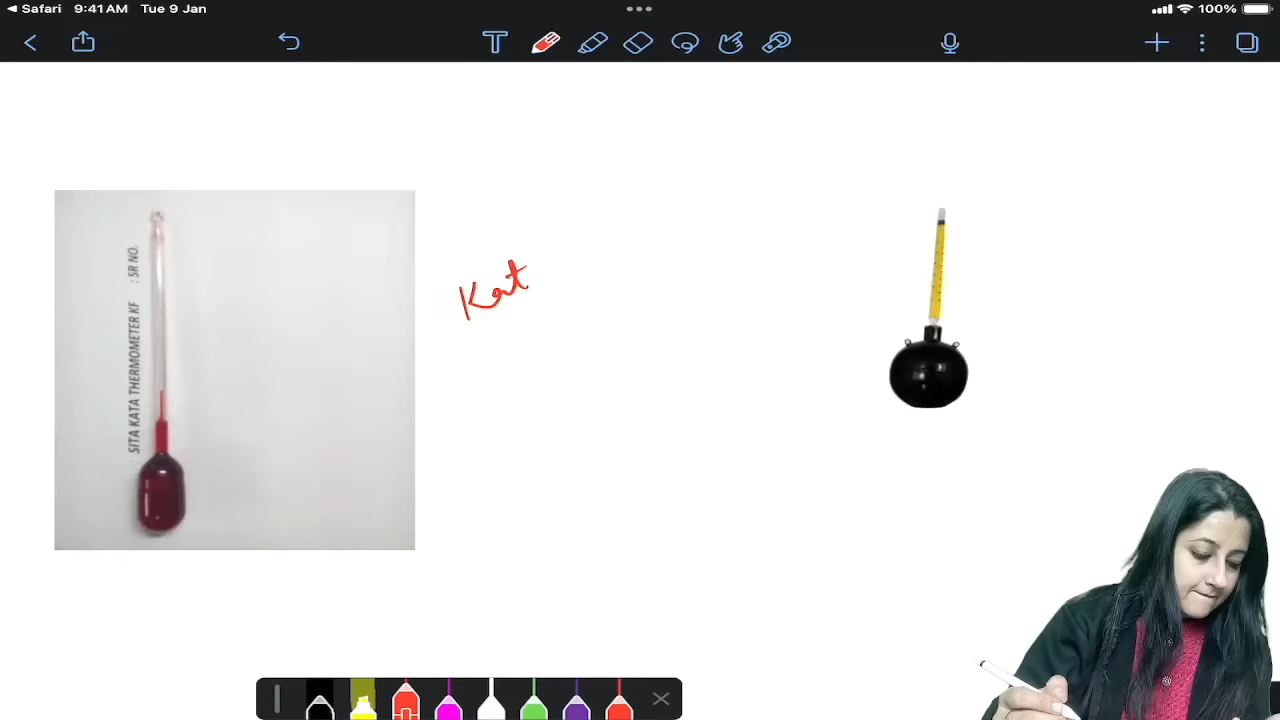 Safari 9:41 AM Tue 9 Jan
100%
SITA KATA THERMOMETER KF : SR NO.
Kat